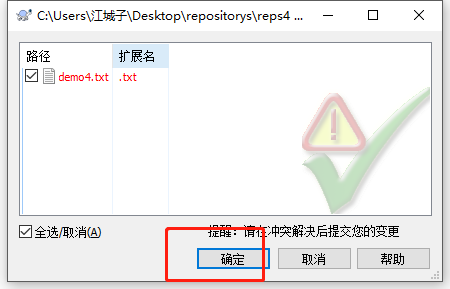 C:\Users\江城子\Desktop\repositorys\reps4 ...
路径 扩展名
demo4.txt .txt
全选/取消(A) 提醒：请在冲突解决后提交您的变更
确定 取消 帮助